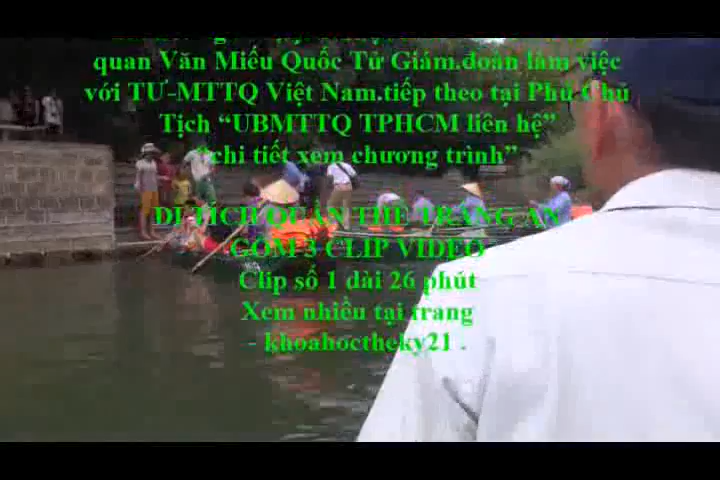 quan Văn Miếu Quốc Tử Giám.đoàn làm việc
với TƯ-MTTQ Việt Nam.tiếp theo tại Phủ Chủ
Tịch “UBMTTQ TPHCM liên hệ”
“chi tiết xem chương trình”
DI TÍCH QUẦN THỂ TRÀNG AN
GỒM 3 CLIP VIDEO
Clip số 1 dài 26 phút
Xem nhiều tại trang
- khoahoctheky21 .